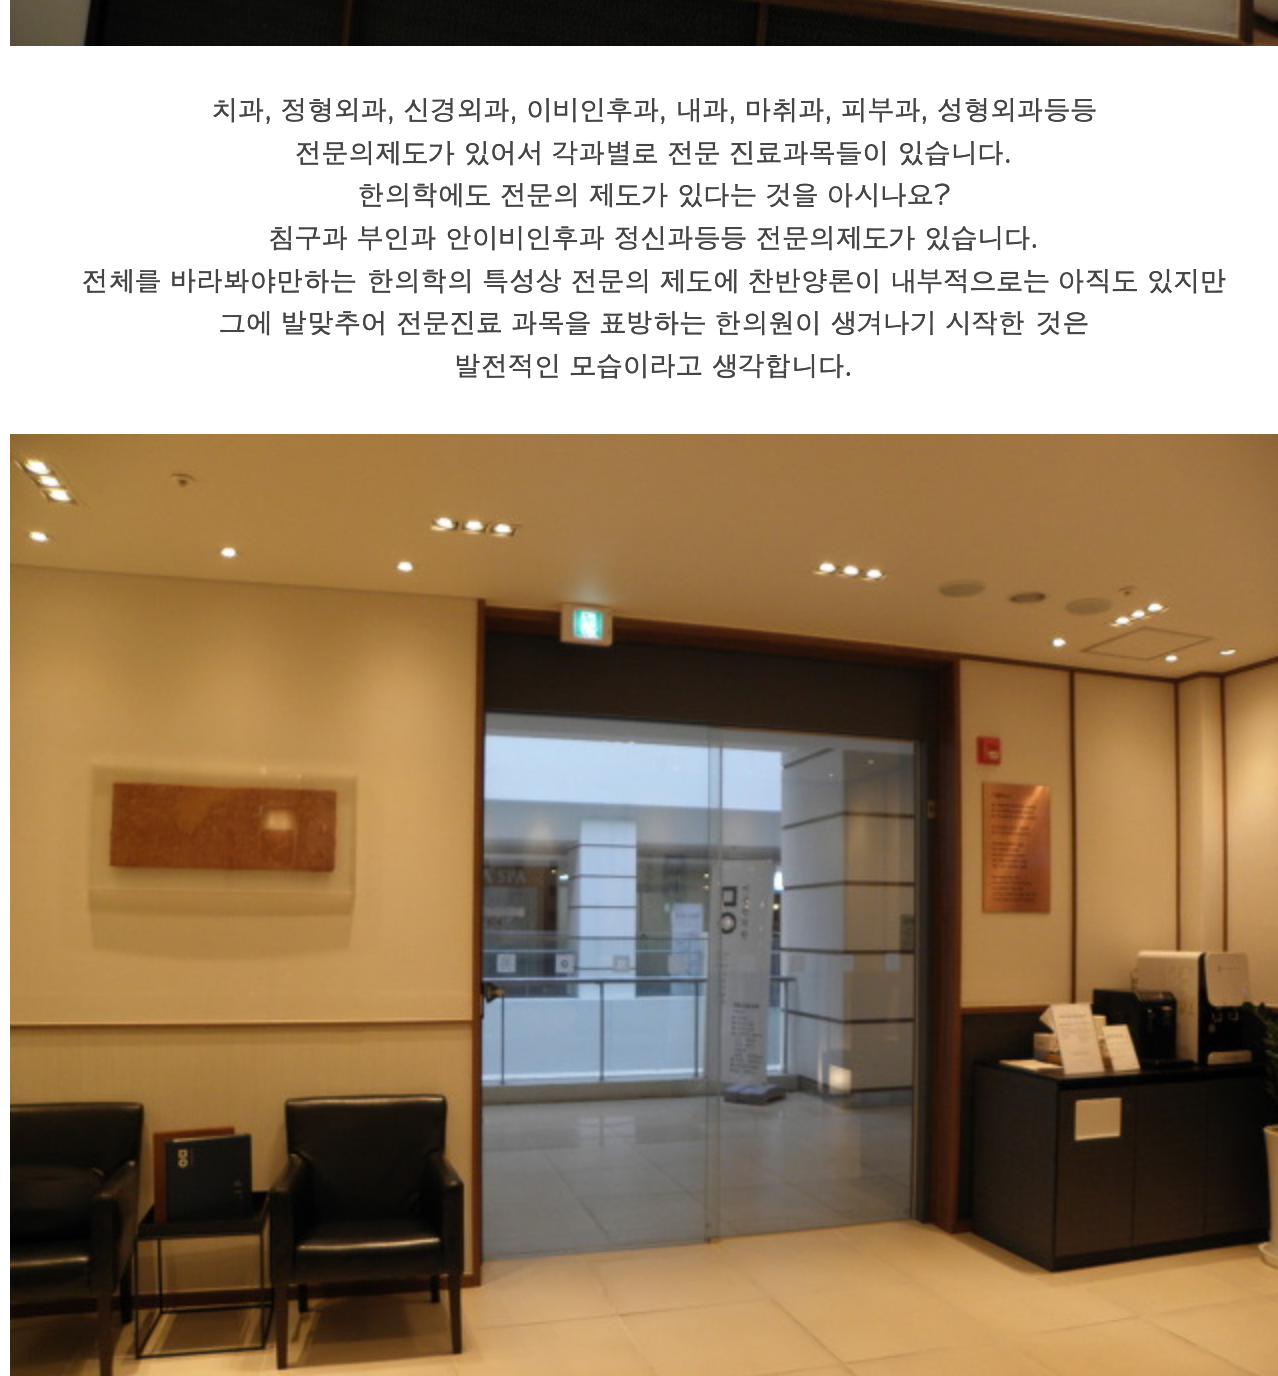 치과, 정형외과, 신경외과, 이비인후과, 내과, 마취과, 피부과, 성형외과등등
전문의제도가 있어서 각과별로 전문 진료과목들이 있습니다.
한의학에도 전문의 제도가 있다는 것을 아시나요?
침구과 부인과 안이비인후과 정신과등등 전문의제도가 있습니다.
전체를 바라봐야만하는 한의학의 특성상 전문의 제도에 찬반양론이 내부적으로는 아직도 있지만
그에 발맞추어 전문진료 과목을 표방하는 한의원이 생겨나기 시작한 것은
발전적인 모습이라고 생각합니다.
SPA